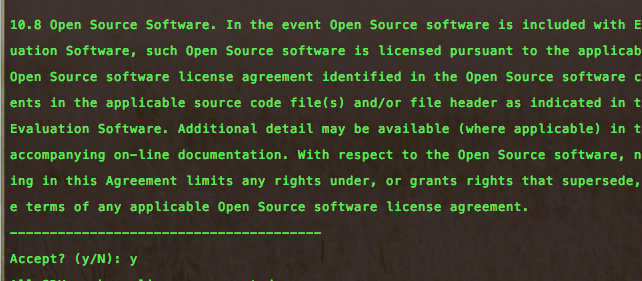 10.8 Open Source Software. In the event Open Source software is included with E
uation Software, such Open Source software is licensed pursuant to the applicab
Open Source software license agreement identified in the Open Source software c
ents in the applicable source code file(s) and/or file header as indicated in t
Evaluation Software. Additional detail may be available (where applicable) in t
accompanying on-line documentation. With respect to the Open Source software, n
ing in this Agreement limits any rights under, or grants rights that supersede,
e terms of any applicable Open Source software license agreement.
---------------------------------------
Accept? (y/N): y